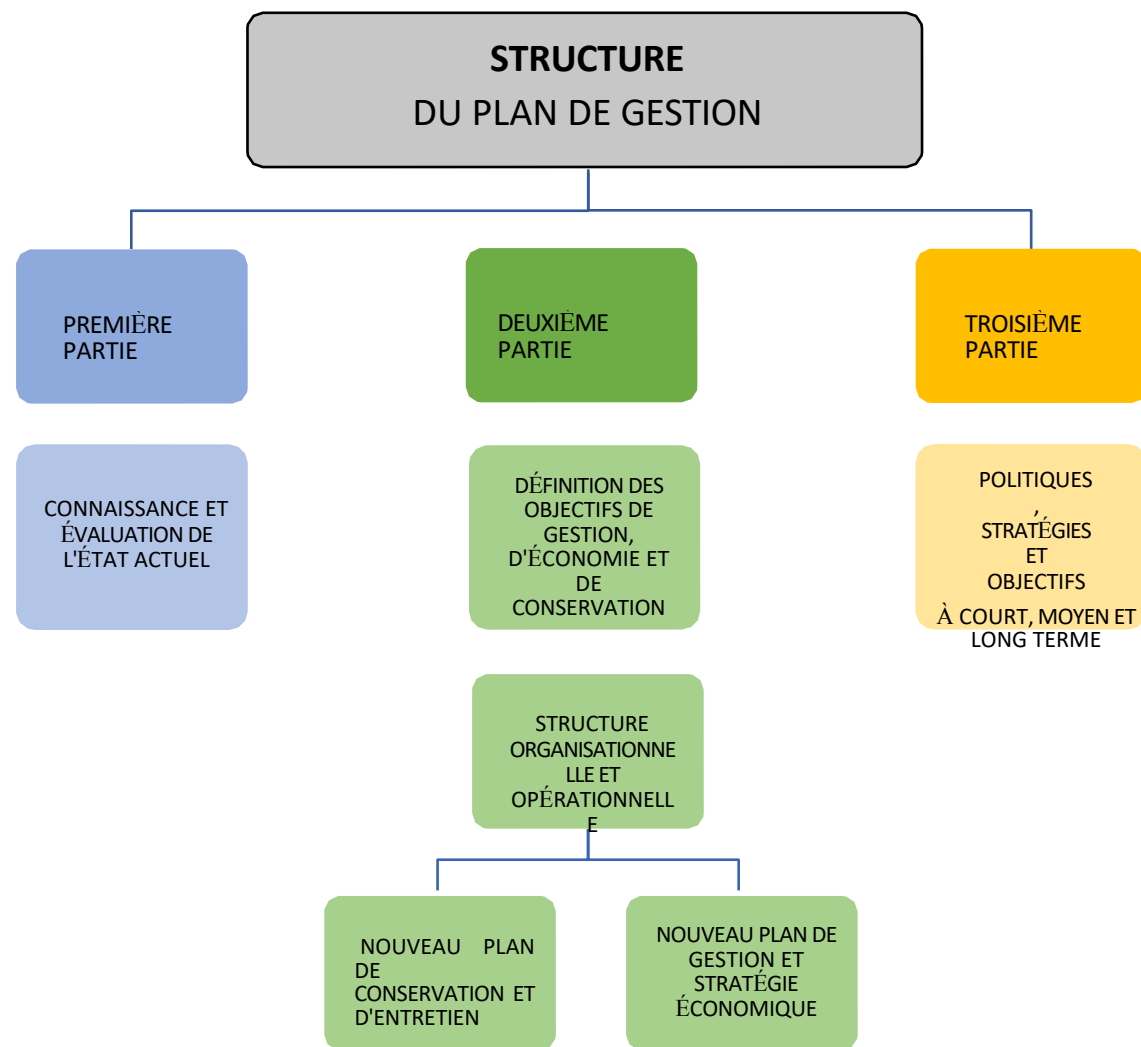 STRUCTURE
DU PLAN DE GESTION
PREMIÈRE
PARTIE
DEUXIÈME
PARTIE
TROISIÈME
PARTIE
CONNAISSANCE ET
ÉVALUATION DE
L'ÉTAT ACTUEL
DÉFINITION DES
OBJECTIFS DE
GESTION,
D'ÉCONOMIE ET
DE
CONSERVATION
POLITIQUES
,
STRATÉGIES
ET
OBJECTIFS
À COURT, MOYEN ET
LONG TERME
STRUCTURE
ORGANISATIONNE
LLE ET
OPÉRATIONNELL
E
NOUVEAU PLAN
DE
CONSERVATION ET
D'ENTRETIEN
NOUVEAU PLAN DE
GESTION ET
STRATÉGIE
ÉCONOMIQUE